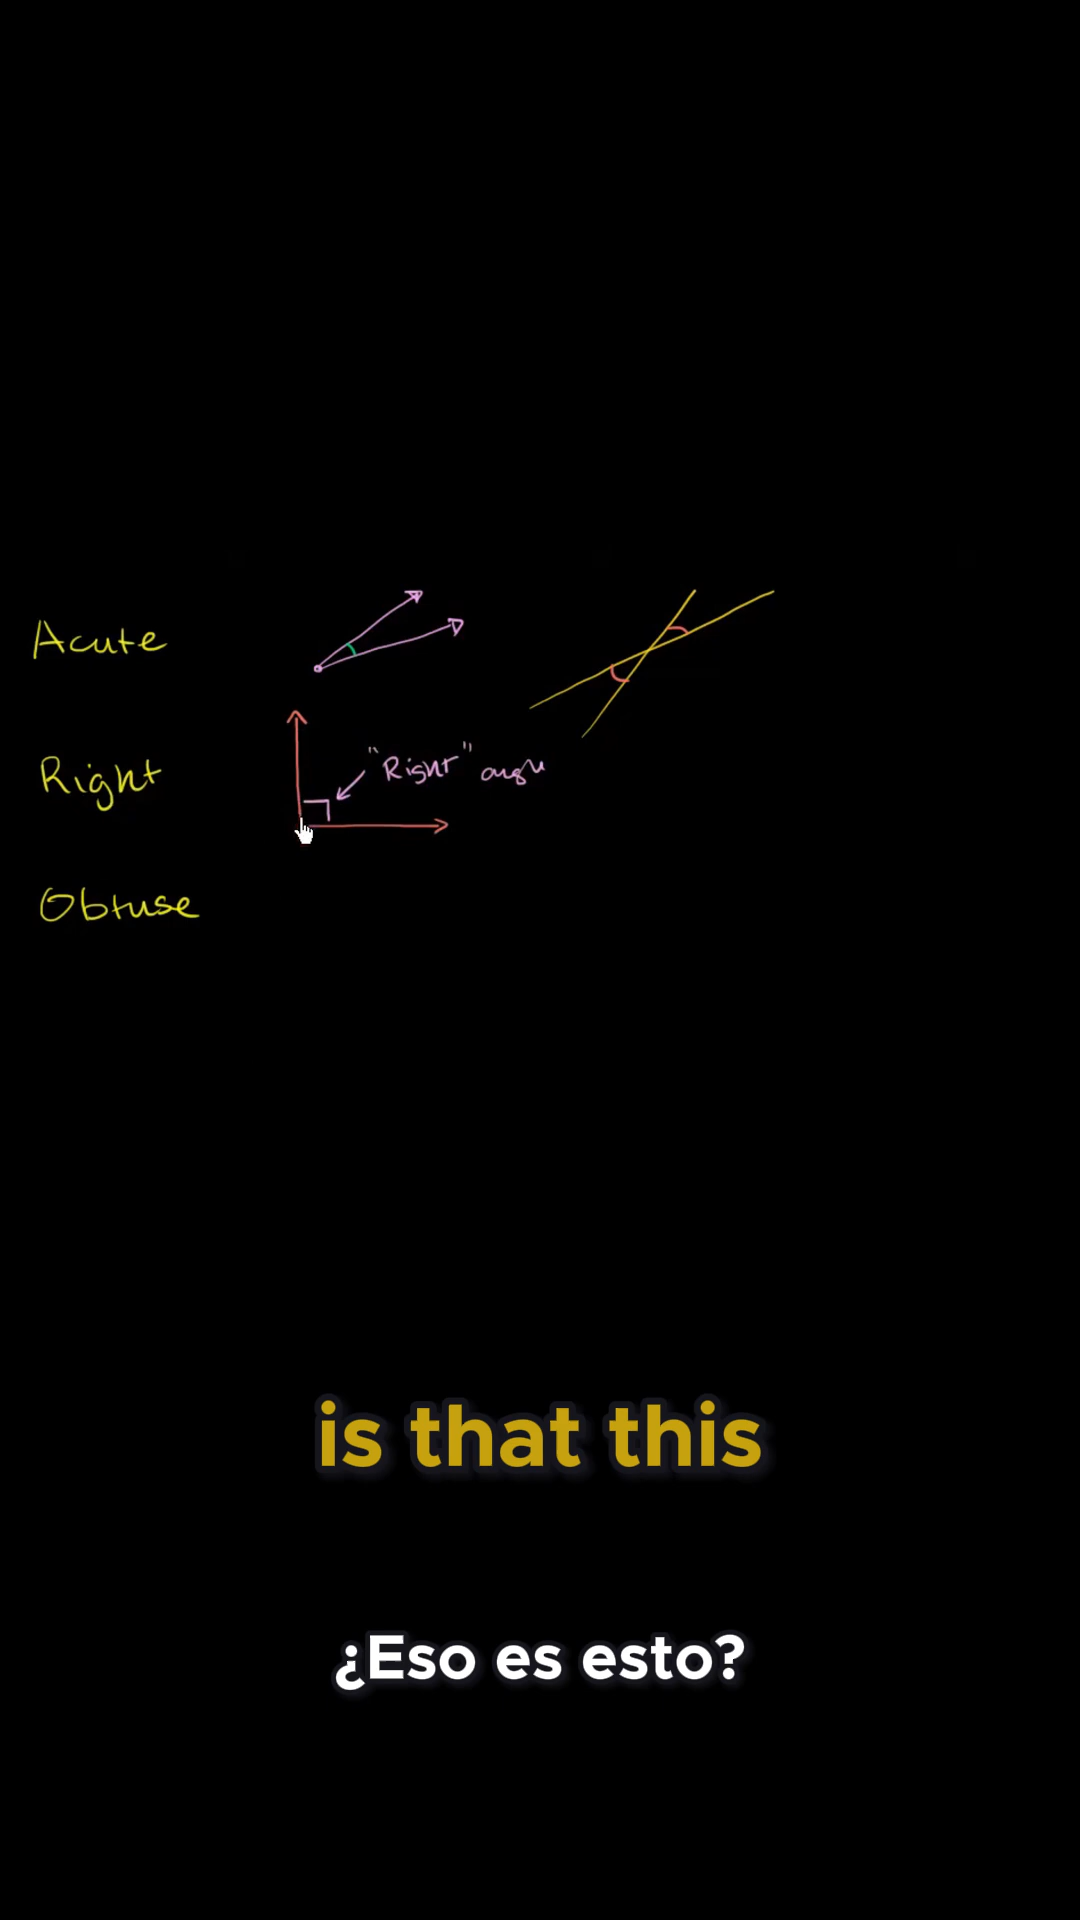 Acute
Right
"Right" angle
Obtuse
is that this
¿Eso es esto?